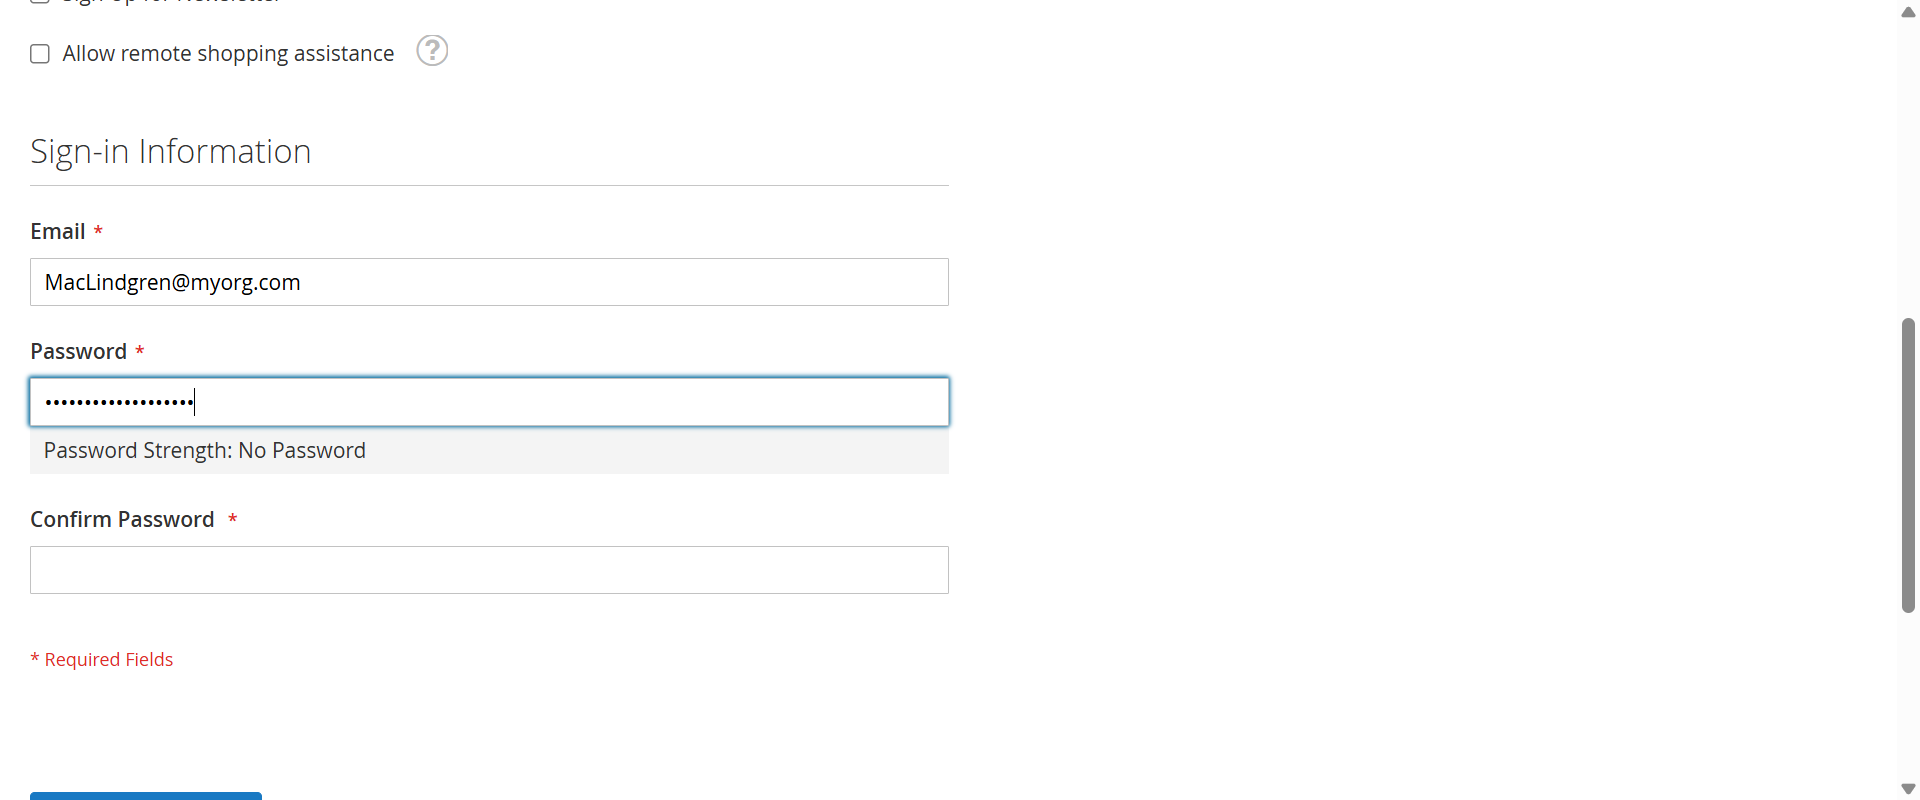 Allow remote shopping assistance ?
Sign-in Information
Email *
MacLindgren@myorg.com
Password *
•••••••••••••••••••
Password Strength: No Password
Confirm Password *
* Required Fields